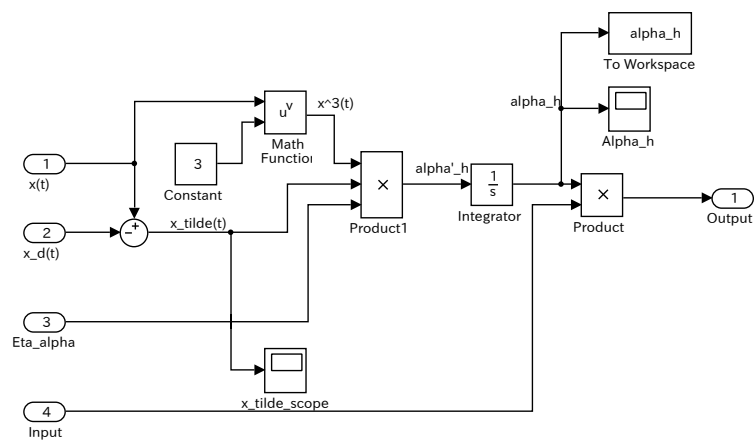 alpha_h
To Workspace
alpha_h
Alpha_h
u^v
x^3(t)
Math
Function
3
Constant
1
x(t)
×
Product1
alpha'_h
1
s
Integrator
×
Product
1
Output
2
x_d(t)
−
+
x_tilde(t)
3
Eta_alpha
x_tilde_scope
4
Input